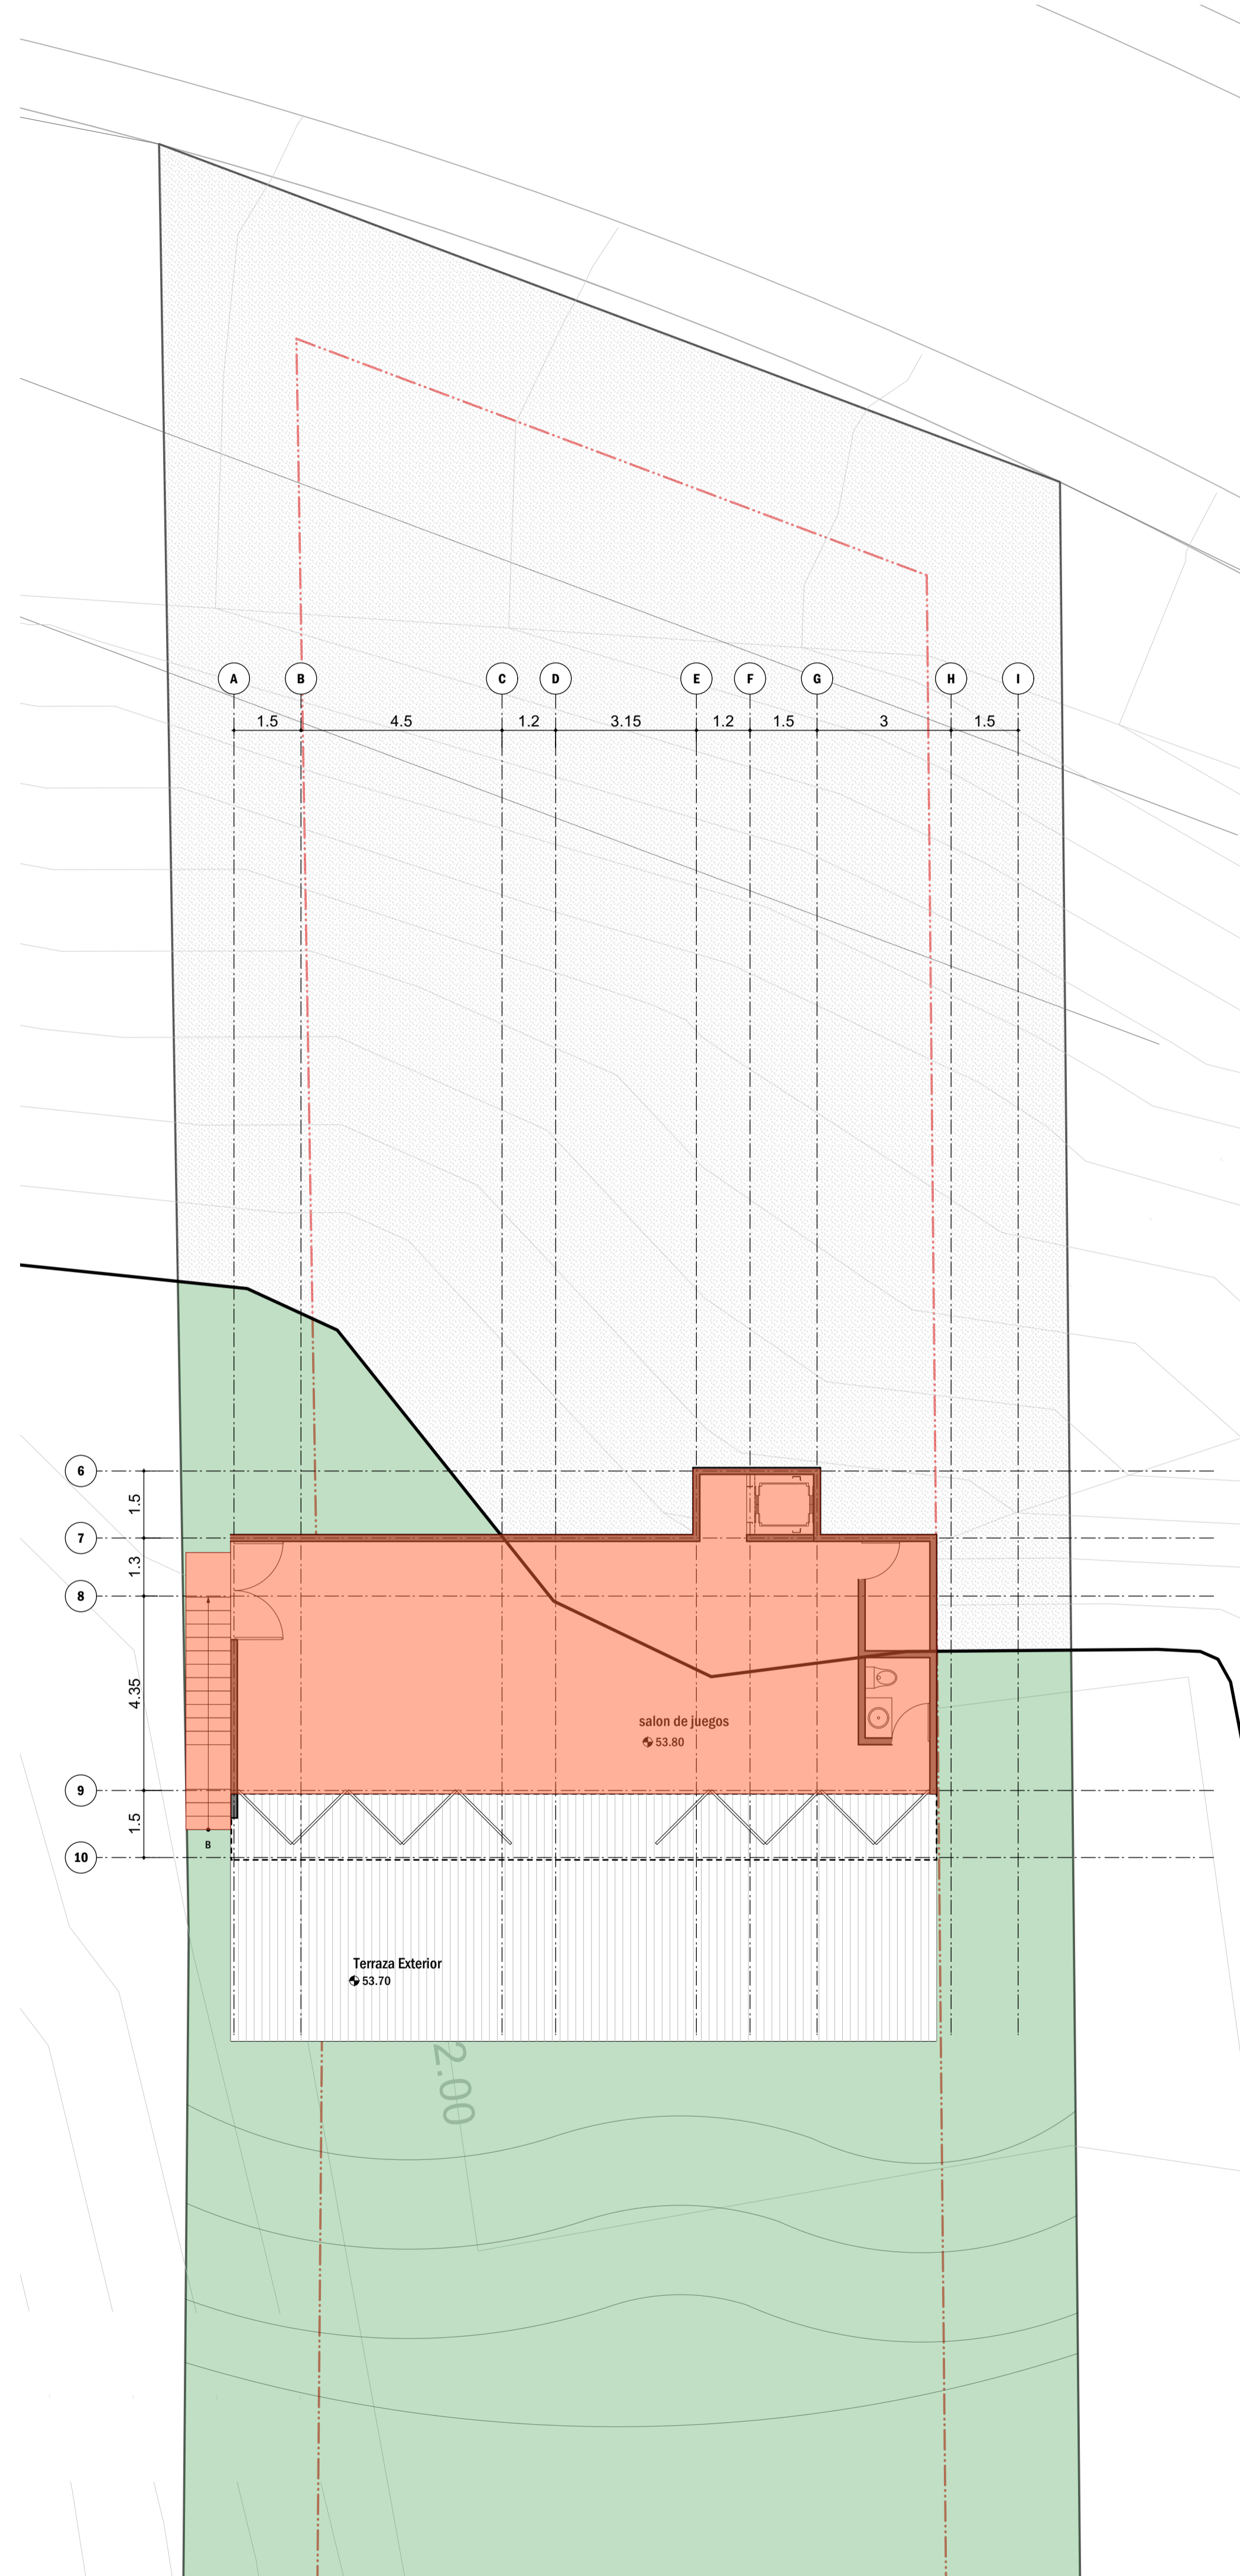 A B C D E F G H I
1.5 4.5 1.2 3.15 1.2 1.5 3 1.5
6
1.5
7
1.3
8
4.35
salon de juegos
53.80
9
1.5
B
10
Terraza Exterior
53.70
2.00